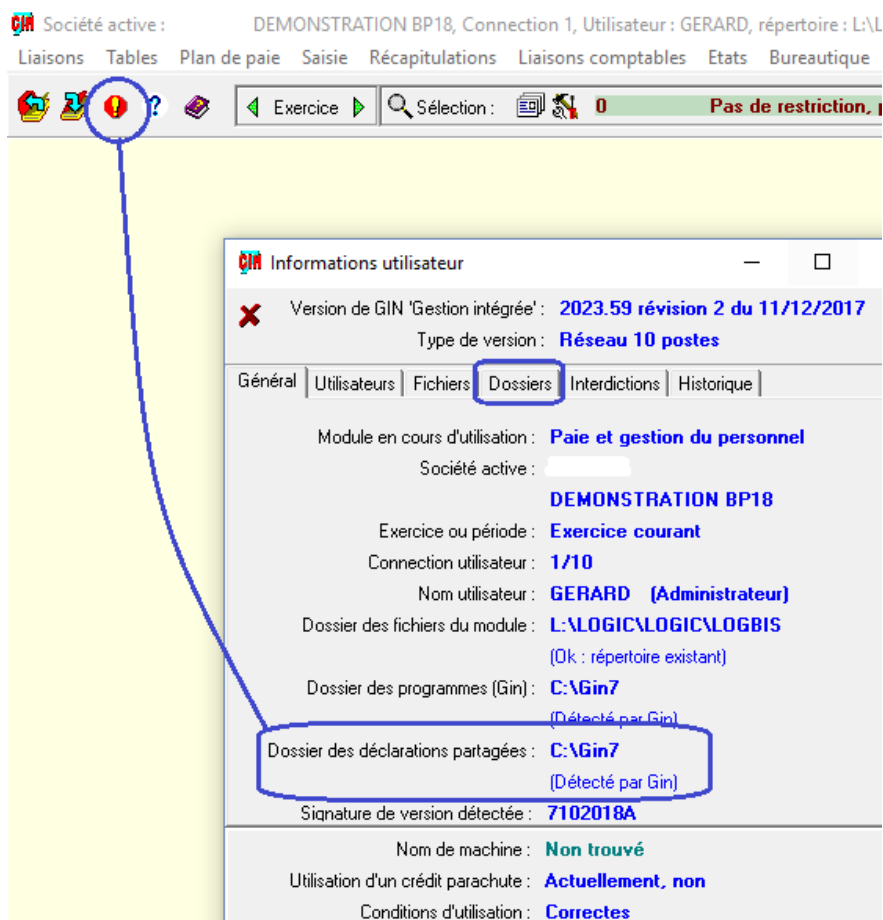 GIN Société active : DEMONSTRATION BP18, Connection 1, Utilisateur : GERARD, répertoire : L:\L
Liaisons Tables Plan de paie Saisie Récapitulations Liaisons comptables Etats Bureautique
? Exercice Sélection : 0 Pas de restriction, p
GIN Informations utilisateur
Version de GIN 'Gestion intégrée' : 2023.59 révision 2 du 11/12/2017
Type de version : Réseau 10 postes
Général Utilisateurs Fichiers Dossiers Interdictions Historique
Module en cours d'utilisation : Paie et gestion du personnel
Société active :
DEMONSTRATION BP18
Exercice ou période : Exercice courant
Connection utilisateur : 1/10
Nom utilisateur : GERARD (Administrateur)
Dossier des fichiers du module : L:\LOGIC\LOGIC\LOGBIS
(Ok : répertoire existant)
Dossier des programmes (Gin) : C:\Gin7
(Détecté par Gin)
Dossier des déclarations partagées : C:\Gin7
(Détecté par Gin)
Signature de version détectée : 7102018A
Nom de machine : Non trouvé
Utilisation d'un crédit parachute : Actuellement, non
Conditions d'utilisation : Correctes